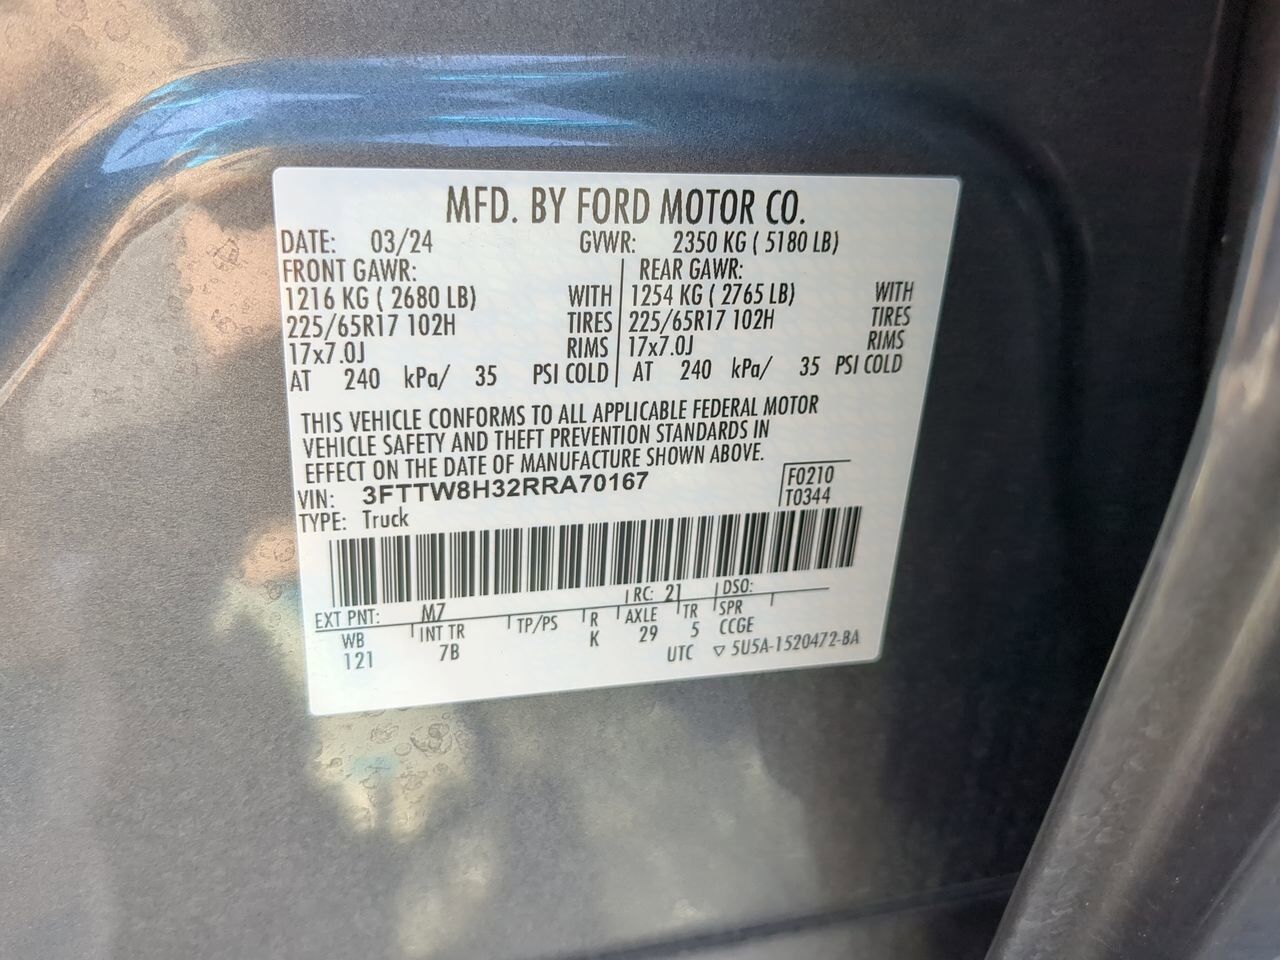 MFD. BY FORD MOTOR CO.
DATE: 03/24 GVWR: 2350 KG ( 5180 LB)
FRONT GAWR: REAR GAWR:
1216 KG ( 2680 LB) WITH 1254 KG ( 2765 LB) WITH
225/65R17 102H TIRES 225/65R17 102H TIRES
17x7.0J RIMS 17x7.0J RIMS
AT 240 kPa/ 35 PSI COLD AT 240 kPa/ 35 PSI COLD
THIS VEHICLE CONFORMS TO ALL APPLICABLE FEDERAL MOTOR
VEHICLE SAFETY AND THEFT PREVENTION STANDARDS IN
EFFECT ON THE DATE OF MANUFACTURE SHOWN ABOVE.
VIN: 3FTTW8H32RRA70167 F0210
TYPE: Truck T0344
EXT PNT: M7 RC: 21 DSO:
WB INT TR TP/PS R AXLE TR SPR
121 7B K 29 5 CCGE
UTC ▽ 5U5A-1520472-BA